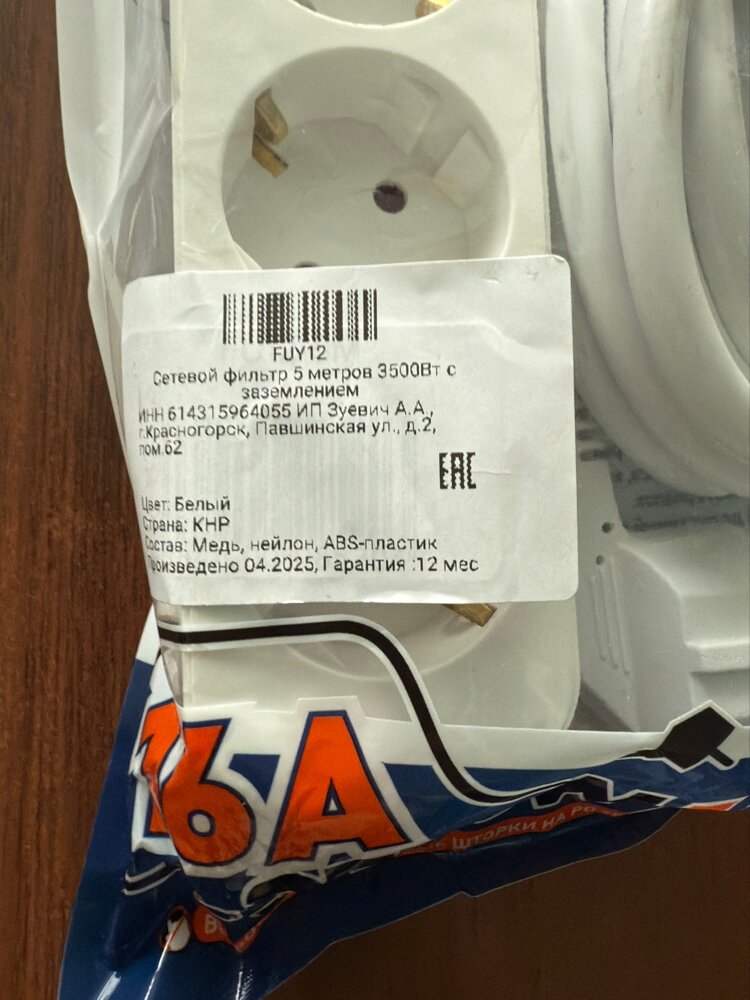 FUY12
Сетевой фильтр 5 метров 3500Вт с
заземлением
ИНН 614315964055 ИП Зуевич А.А.,
г.Красногорск, Павшинская ул., д.2,
пом.62
EAC
Цвет: Белый
Страна: КНР
Состав: Медь, нейлон, ABS-пластик
Произведено 04.2025, Гарантия :12 мес
16 А
ШТОРКИ НА